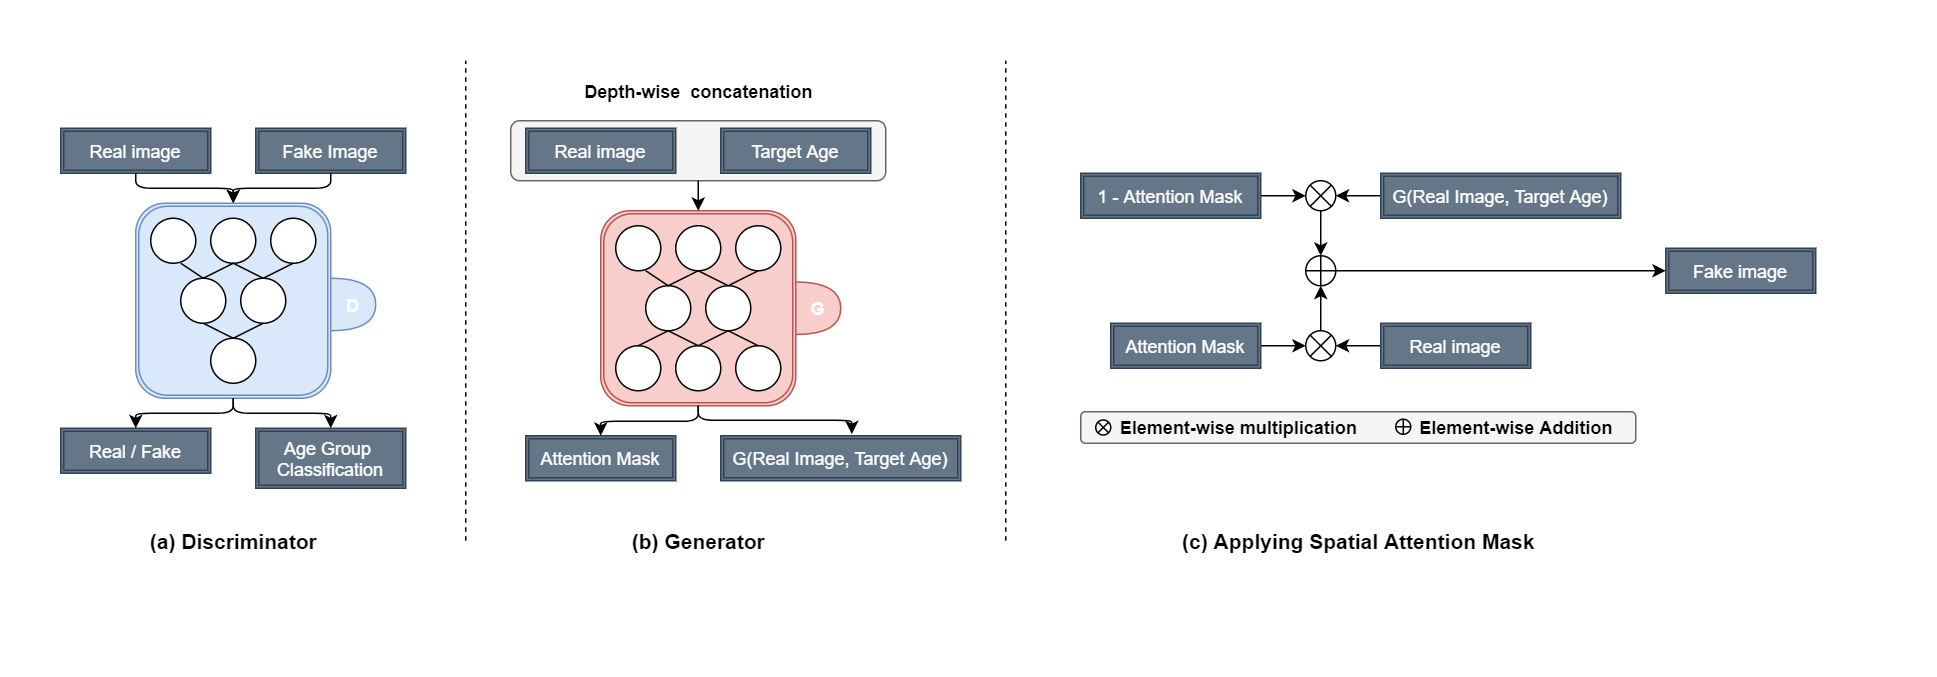 Real image
Fake Image
D
Real / Fake
Age Group
Classification
(a) Discriminator
Depth-wise concatenation
Real image
Target Age
G
Attention Mask
G(Real Image, Target Age)
(b) Generator
1 - Attention Mask
G(Real Image, Target Age)
Fake image
Attention Mask
Real image
Element-wise multiplication
Element-wise Addition
(c) Applying Spatial Attention Mask